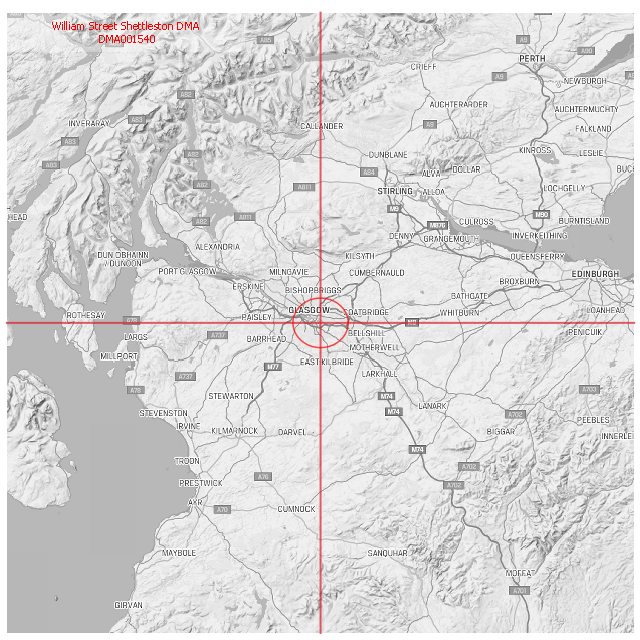 William Street Shettleston DMA
DMA001540
A85
CRIEFF
A9
PERTH
A90
A9
NEWBURGH
A82
AUCHTERARDER
AUCHTERMUCHTY
INVERARAY
A83
CALLANDER
A9
FALKLAND
A83
A82
DUNBLANE
KINROSS
LESLIE
A83
A84
ALVA
DOLLAR
A82
A811
STIRLING
ALLOA
LOCHGELLY
HEAD
A82
A811
M9
M876
CULROSS
M90
BURNTISLAND
DENNY
GRANGEMOUTH
INVERKEITHING
ALEXANDRIA
DUN OBHAINN
/ DUNOON
KILSYTH
QUEENSFERRY
PORT GLASGOW
MILNGAVIE
CUMBERNAULD
EDINBURGH
ERSKINE
BISHOPBRIGGS
BROXBURN
BATHGATE
ROTHESAY
PAISLEY
GLASGOW
COATBRIDGE
WHITBURN
LOANHEAD
A78
M8
LARGS
A737
BARRHEAD
BELLSHILL
PENICUIK
MILLPORT
MOTHERWELL
M77
EAST KILBRIDE
A737
LARKHALL
A78
STEWARTON
M74
A703
STEVENSTON
M74
LANARK
A702
IRVINE
KILMARNOCK
DARVEL
BIGGAR
PEEBLES
INNERLEI
M74
TROON
A702
PRESTWICK
A76
A702
AYR
A70
CUMNOCK
MAYBOLE
SANQUHAR
MOFFAT
A701
GIRVAN